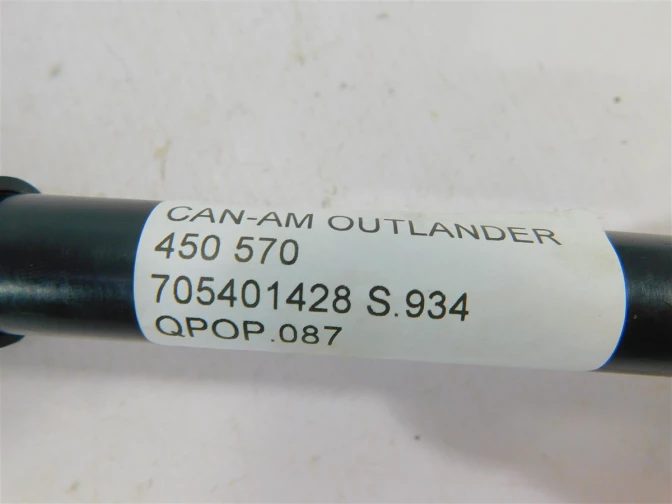 CAN-AM OUTLANDER
450 570
705401428 S.934
QPOP.087